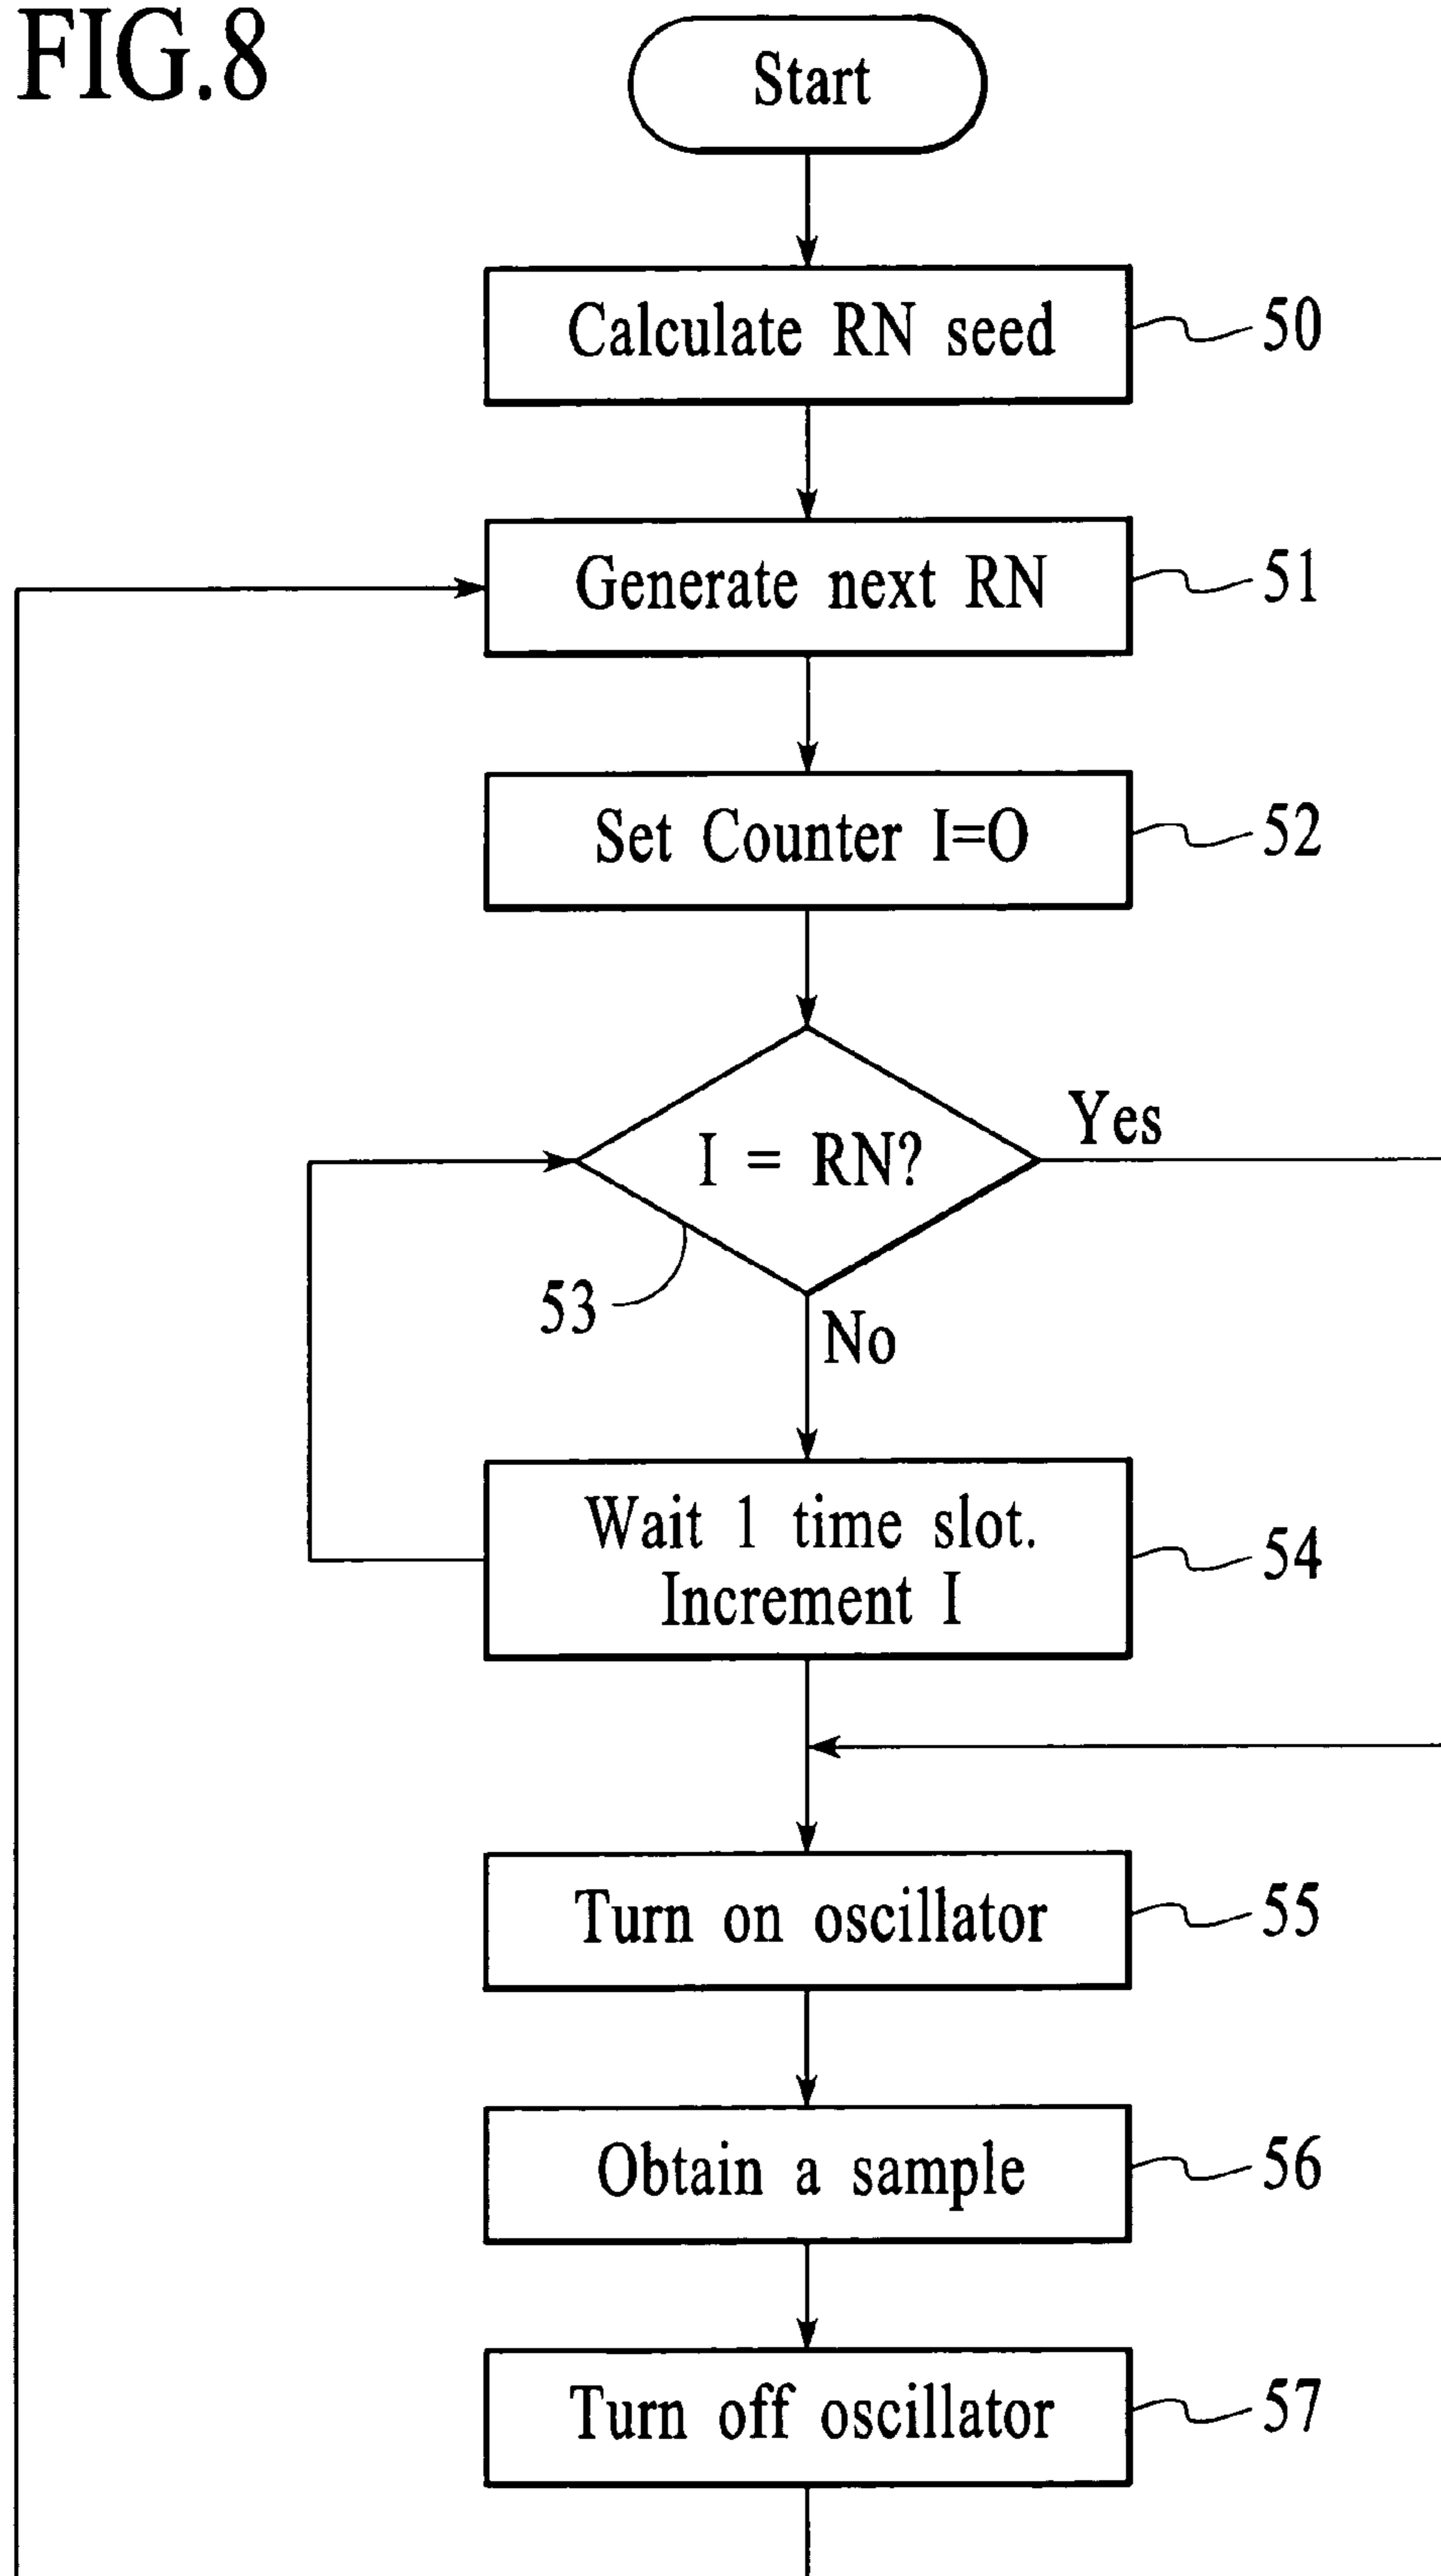 FIG.8
Start
Calculate RN seed
50
Generate next RN
51
Set Counter I=O
52
I = RN?
Yes
53
No
Wait 1 time slot.
Increment I
54
Turn on oscillator
55
Obtain a sample
56
Turn off oscillator
57